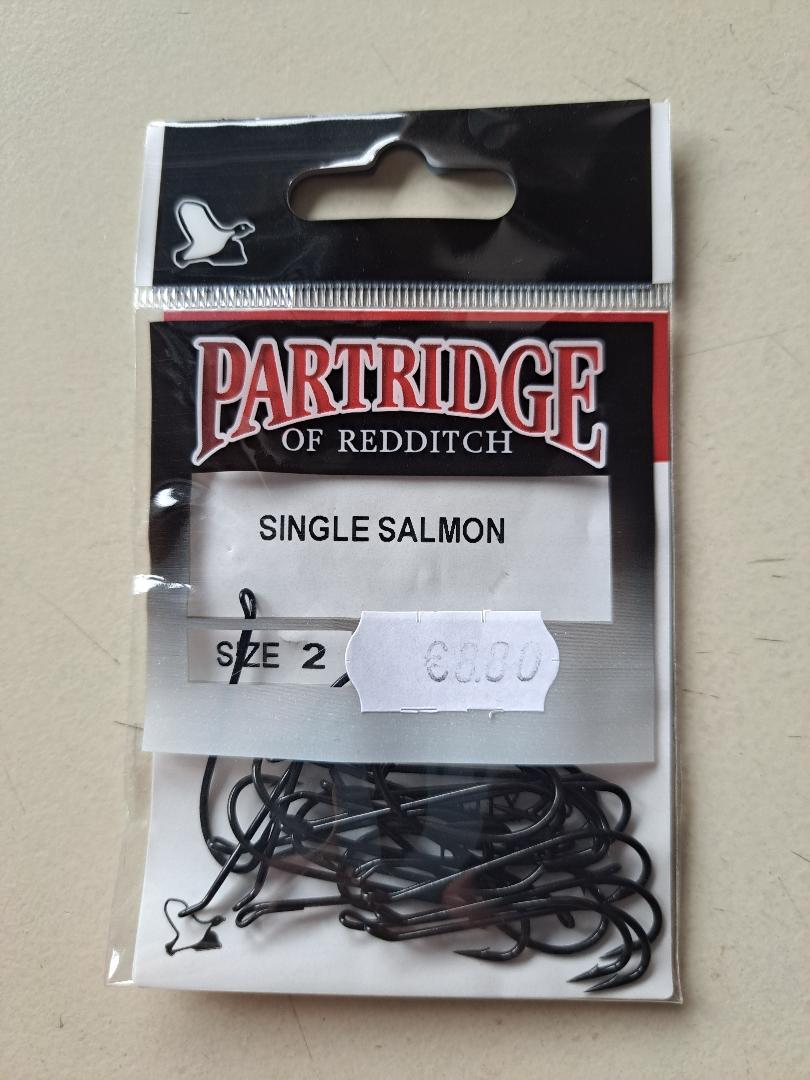 PARTRIDGE
OF REDDITCH
SINGLE SALMON
SIZE 2